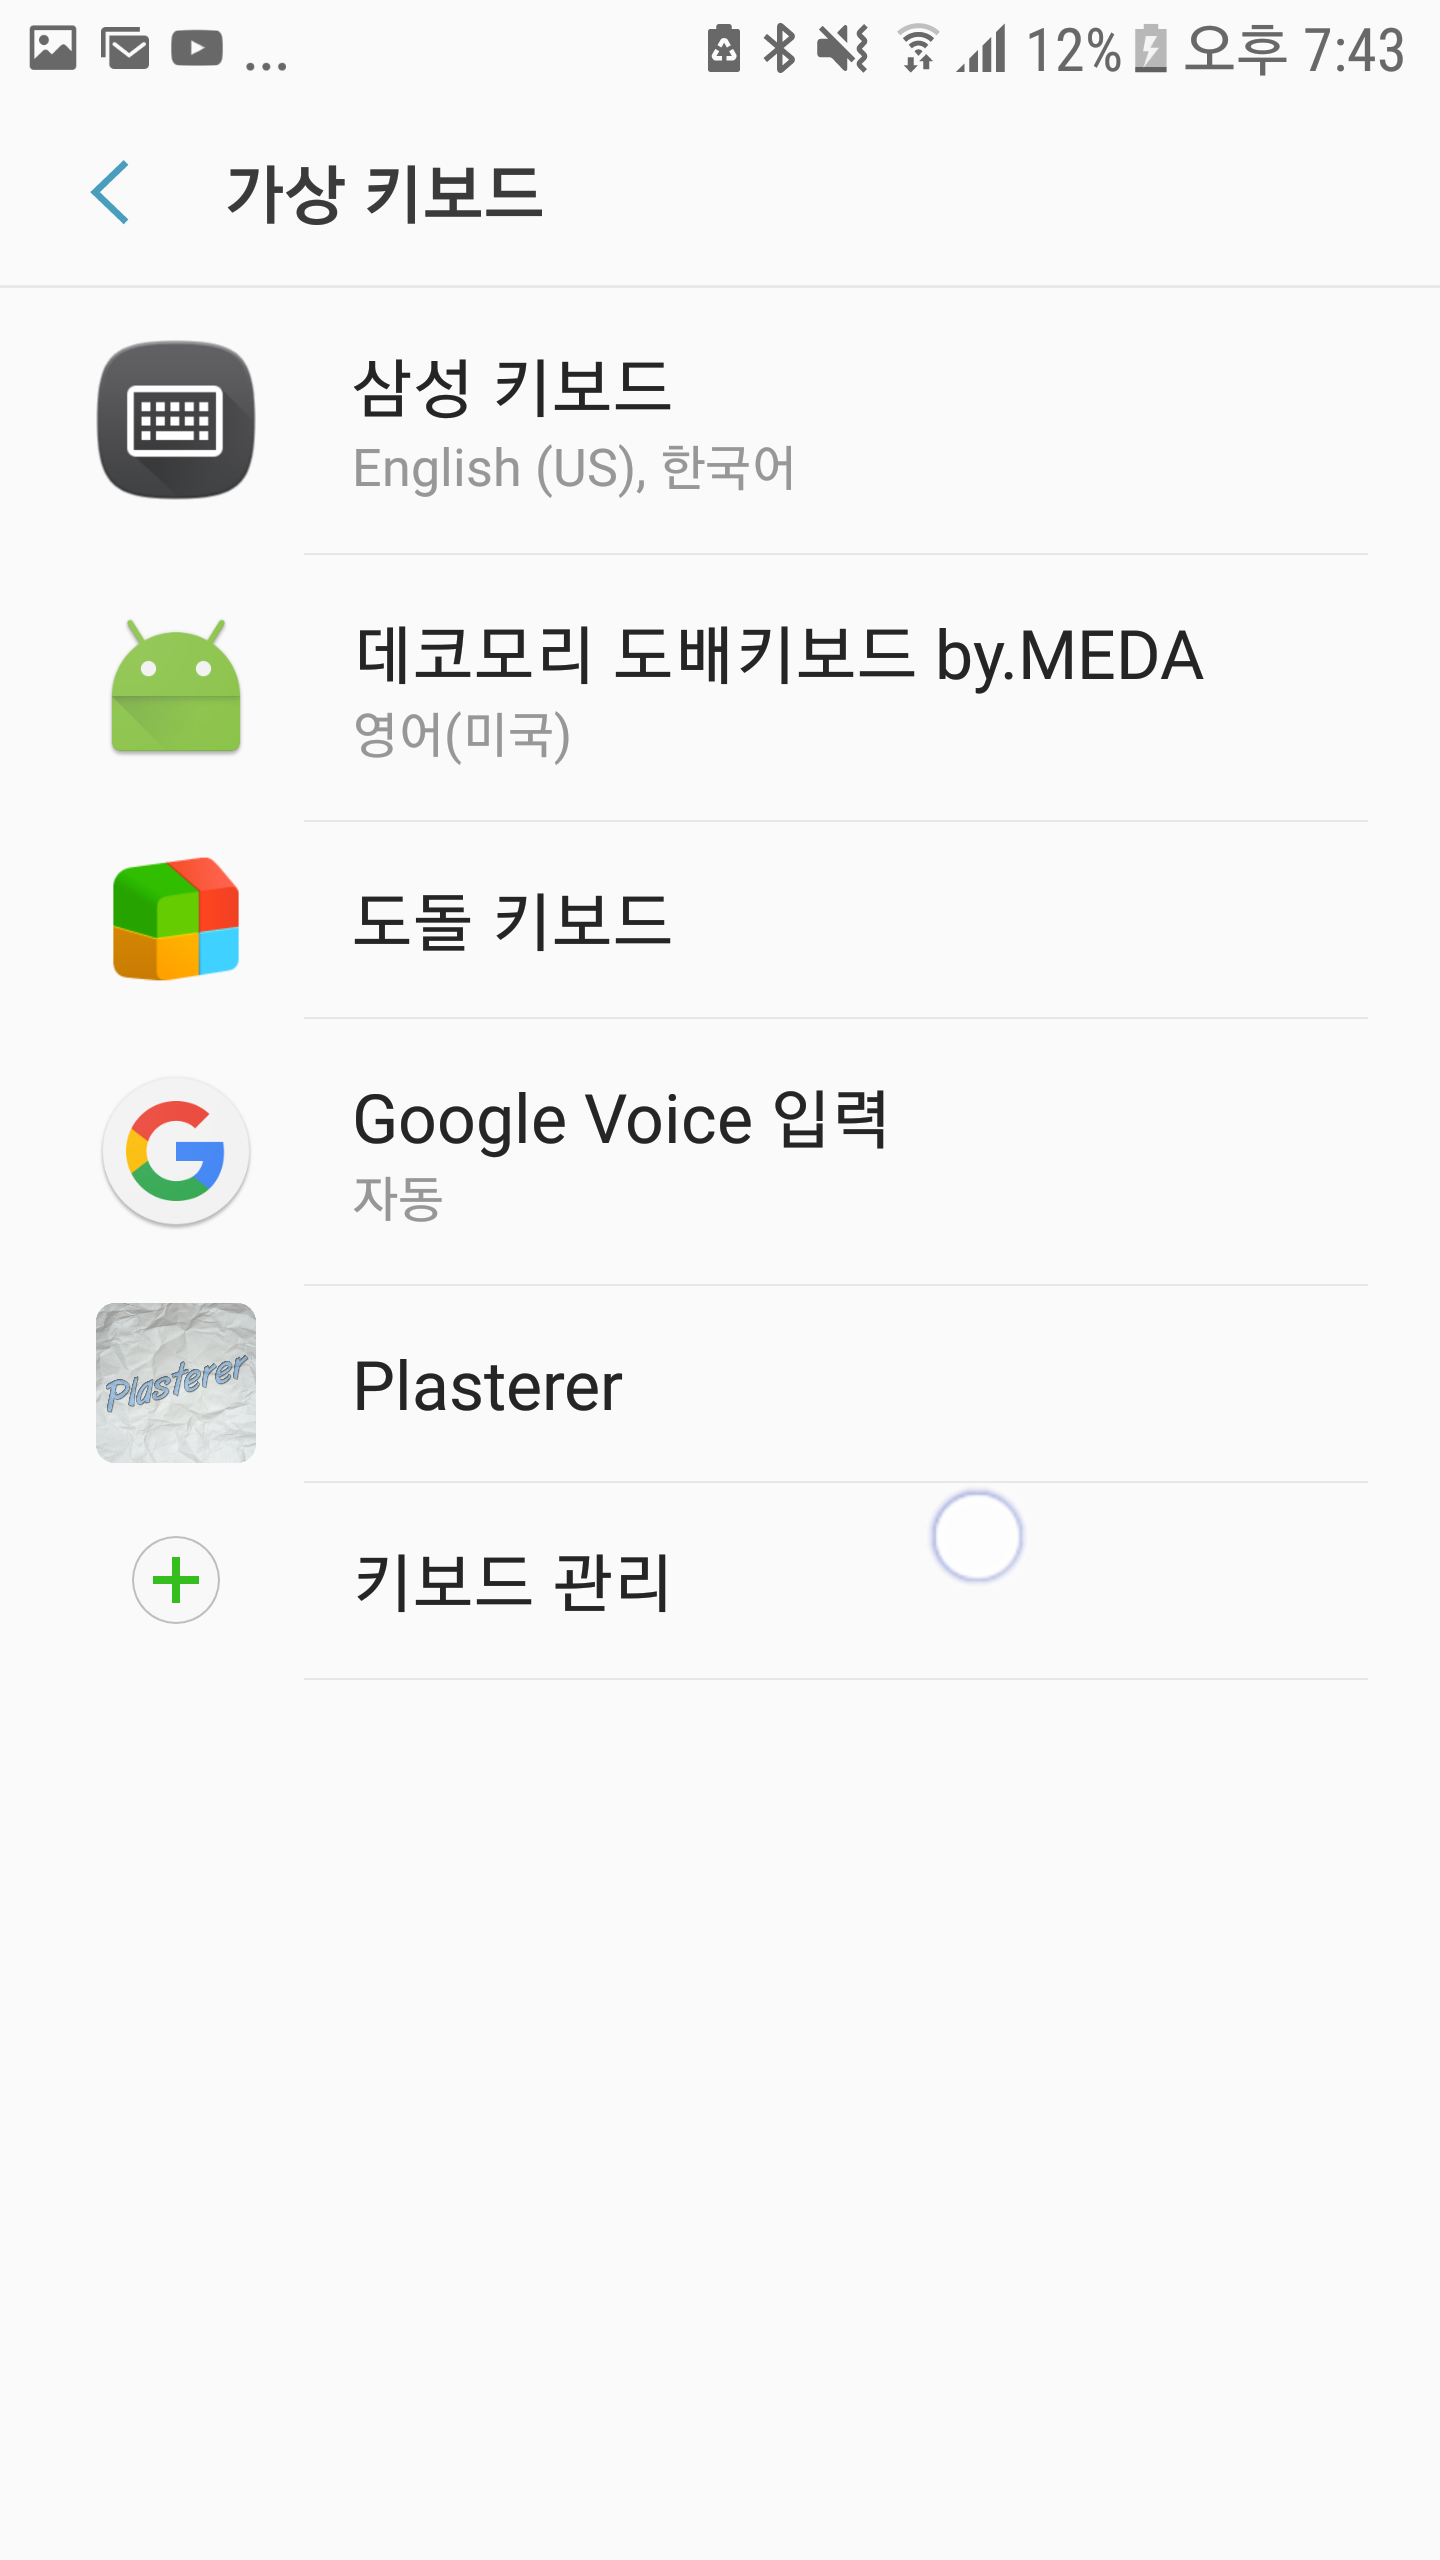 ... 12% 오후 7:43
가상 키보드
삼성 키보드
English (US), 한국어
데코모리 도배키보드 by.MEDA
영어(미국)
도돌 키보드
Google Voice 입력
자동
Plasterer
Plasterer
키보드 관리